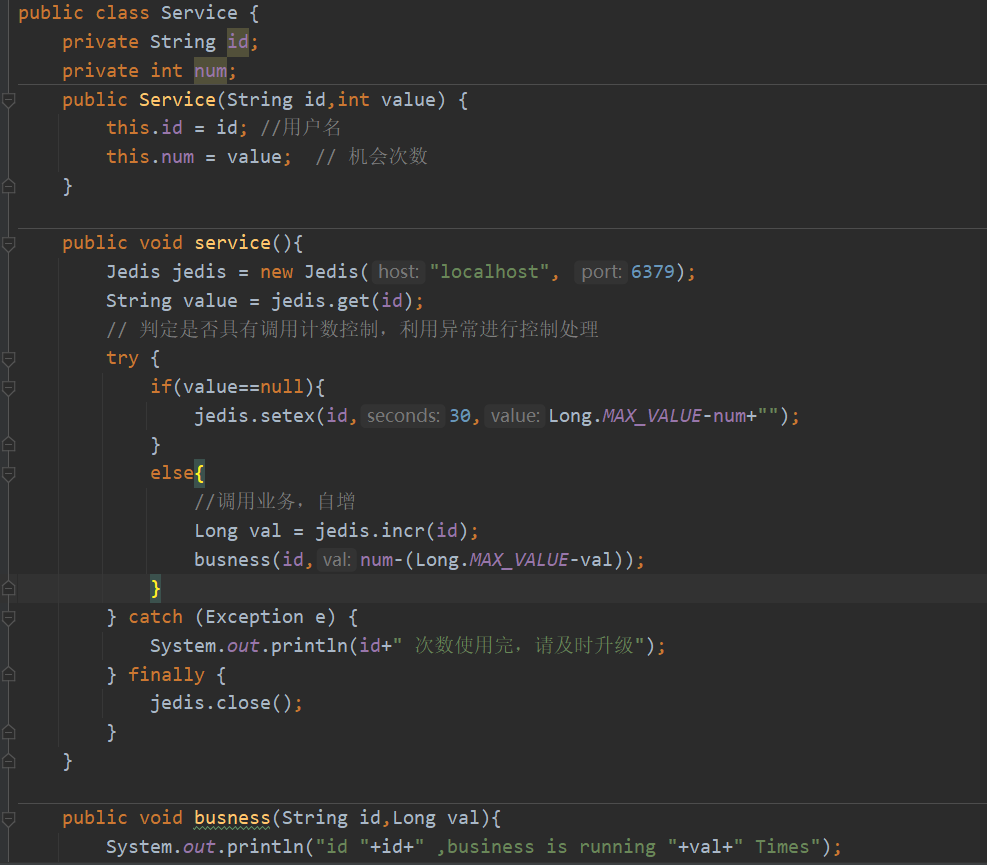 public class Service {
    private String id;
    private int num;
    public Service(String id,int value) {
        this.id = id; //用户名
        this.num = value;  // 机会次数
    }
    public void service(){
        Jedis jedis = new Jedis( host: "localhost", port: 6379);
        String value = jedis.get(id);
        // 判定是否具有调用计数控制，利用异常进行控制处理
        try {
            if(value==null){
                jedis.setex(id, seconds: 30, value: Long.MAX_VALUE-num+"");
            }
            else{
                //调用业务，自增
                Long val = jedis.incr(id);
                busness(id, val: num-(Long.MAX_VALUE-val));
            }
        } catch (Exception e) {
            System.out.println(id+" 次数使用完，请及时升级");
        } finally {
            jedis.close();
        }
    }
    public void busness(String id,Long val){
        System.out.println("id "+id+" ,business is running "+val+" Times");